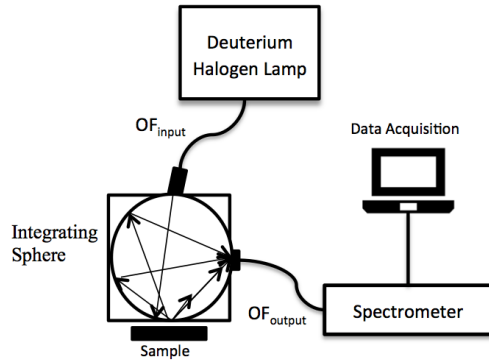 Deuterium
Halogen Lamp
OFinput
Data Acquisition
Integrating
Sphere
OFoutput
Spectrometer
Sample